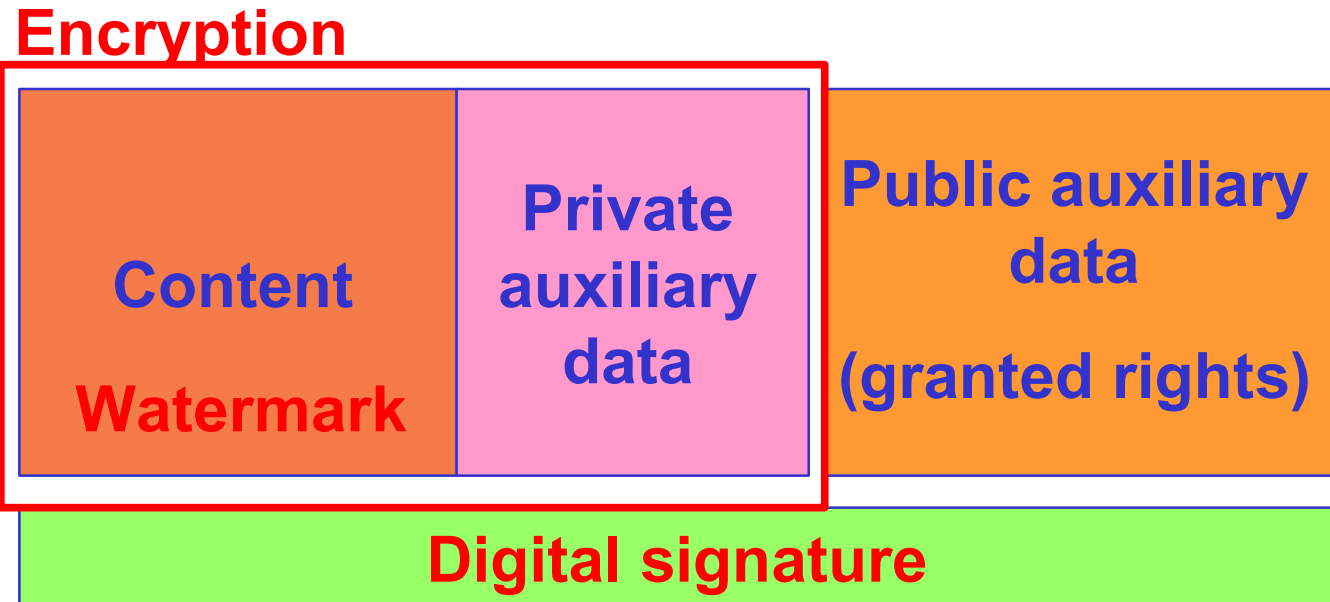 Encryption
Content
Watermark
Private
auxiliary
data
Public auxiliary
data
(granted rights)
Digital signature